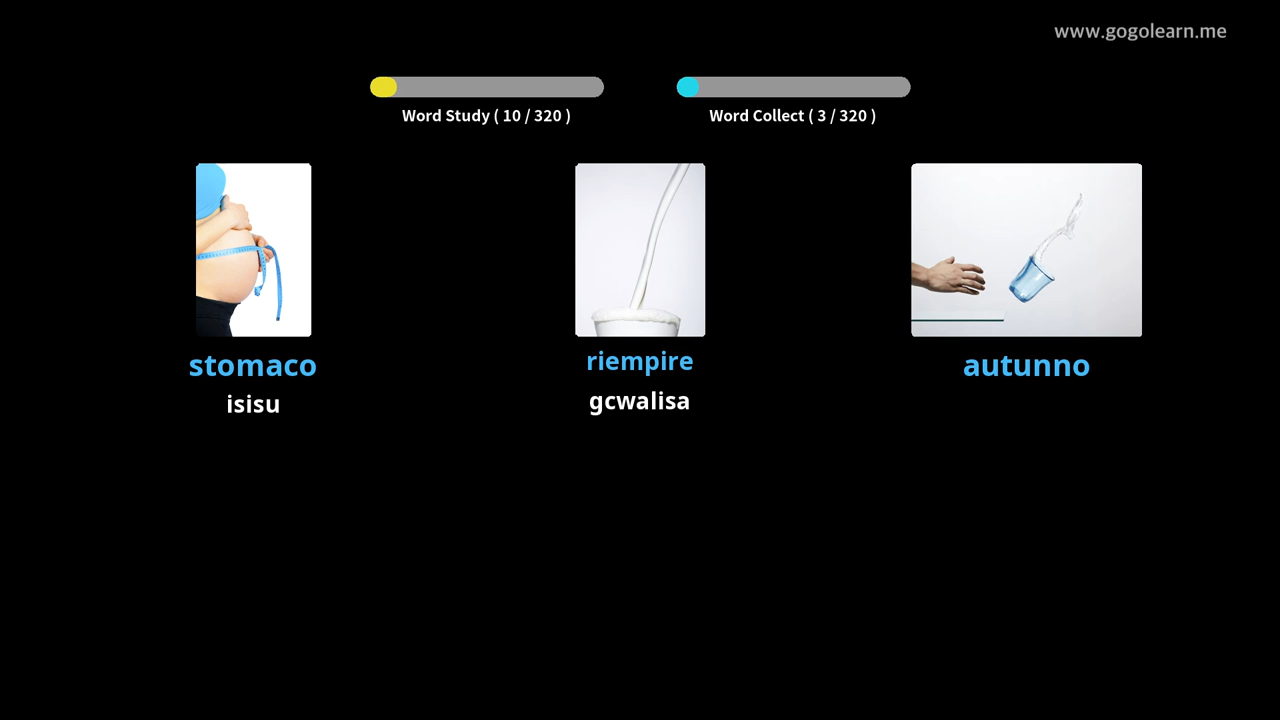 www.gogolearn.me
Word Study ( 10 / 320 )
Word Collect ( 3 / 320 )
stomaco
isisu
riempire
gcwalisa
autunno